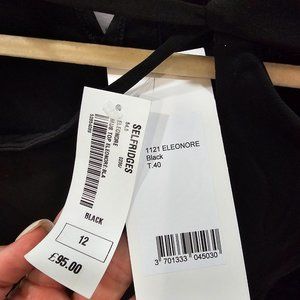 SELFRIDGES
ELEONORE
BLACK
12
£95.00
1121 ELEONORE
Black
T.40
3 701333 045030